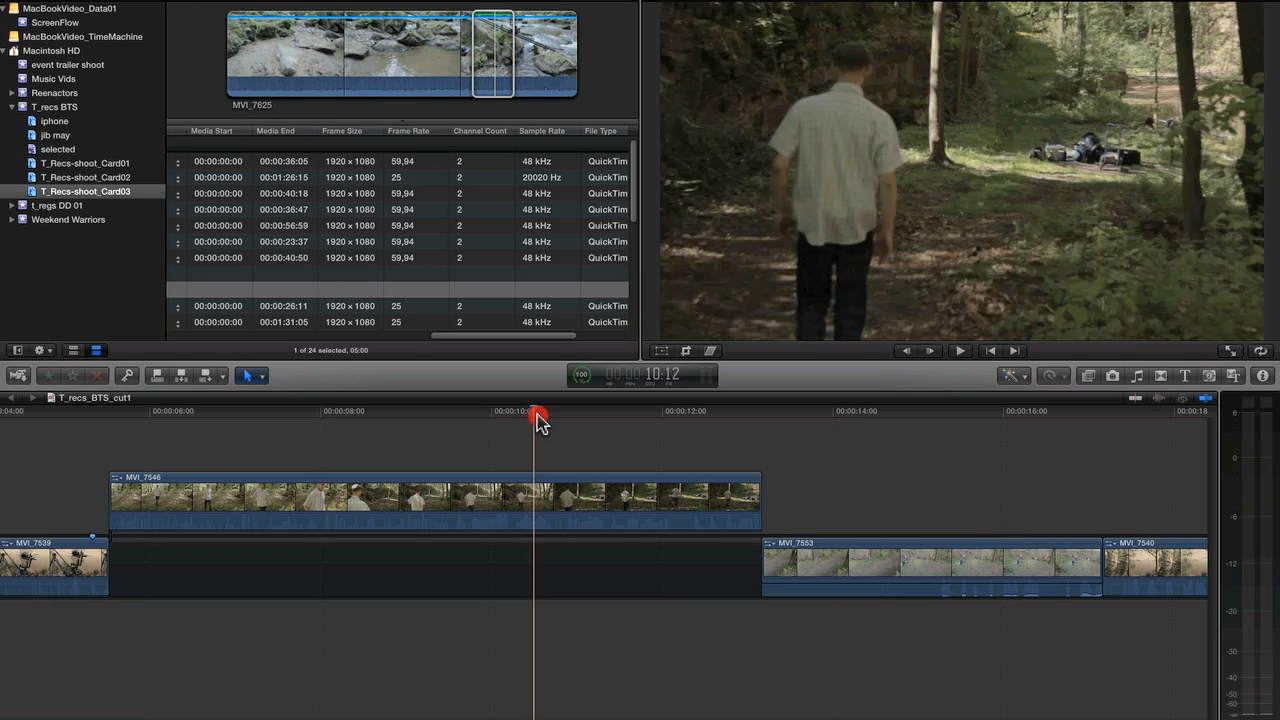 MacBookVideo_Data01
ScreenFlow
MacBookVideo_TimeMachine
Macintosh HD
event trailer shoot
Music Vids
Reenactors
T_recs BTS
iphone
jib may
selected
T_Recs-shoot_Card01
T_Recs-shoot_Card02
T_Recs-shoot_Card03
t_regs DD 01
Weekend Warriors
MVI_7625
Media Start Media End Frame Size Frame Rate Channel Count Sample Rate File Type
00:00:00:00 00:00:36:05 1920 × 1080 59,94 2 48 kHz QuickTim
00:00:00:00 00:01:26:15 1920 × 1080 25 2 20020 Hz QuickTim
00:00:00:00 00:00:40:18 1920 × 1080 59,94 2 48 kHz QuickTim
00:00:00:00 00:00:36:47 1920 × 1080 59,94 2 48 kHz QuickTim
00:00:00:00 00:00:56:59 1920 × 1080 59,94 2 48 kHz QuickTim
00:00:00:00 00:00:23:37 1920 × 1080 59,94 2 48 kHz QuickTim
00:00:00:00 00:00:40:50 1920 × 1080 59,94 2 48 kHz QuickTim
00:00:00:00 00:00:26:11 1920 × 1080 25 2 48 kHz QuickTim
00:00:00:00 00:01:31:05 1920 × 1080 25 2 48 kHz QuickTim
1 of 24 selected, 05:00
100 00:00:10:12
HR MIN SEC FR
T_recs_BTS_cut1
:04:00 00:00:06:00 00:00:08:00 00:00:10:0 00:00:12:00 00:00:14:00 00:00:16:00 00:00:18
MVI_7546
MVI_7539 MVI_7553 MVI_7540
6
0
-6
-12
-20
-30
-40
-50
-60